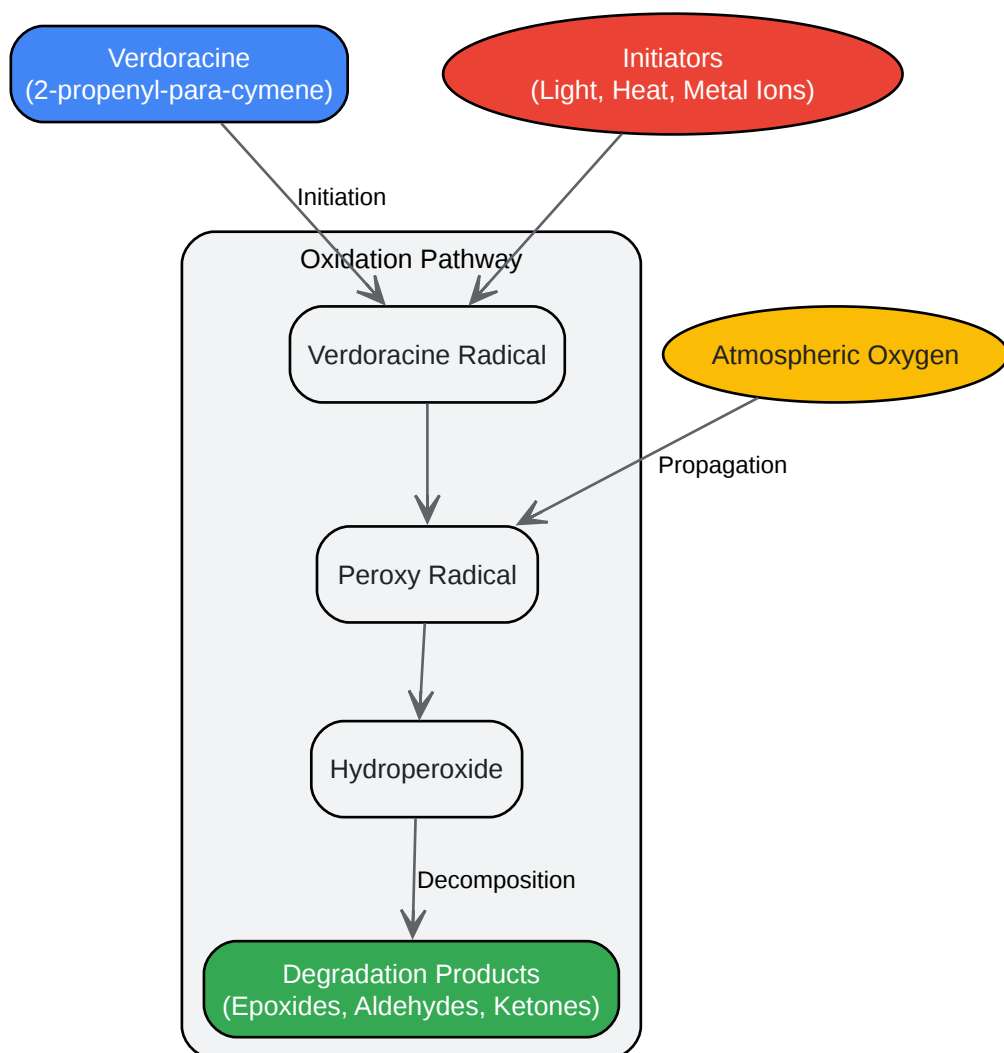 Verdoracine
(2-propenyl-para-cymene)
Initiators
(Light, Heat, Metal Ions)
Initiation
Oxidation Pathway
Verdoracine Radical
Atmospheric Oxygen
Propagation
Peroxy Radical
Hydroperoxide
Decomposition
Degradation Products
(Epoxides, Aldehydes, Ketones)